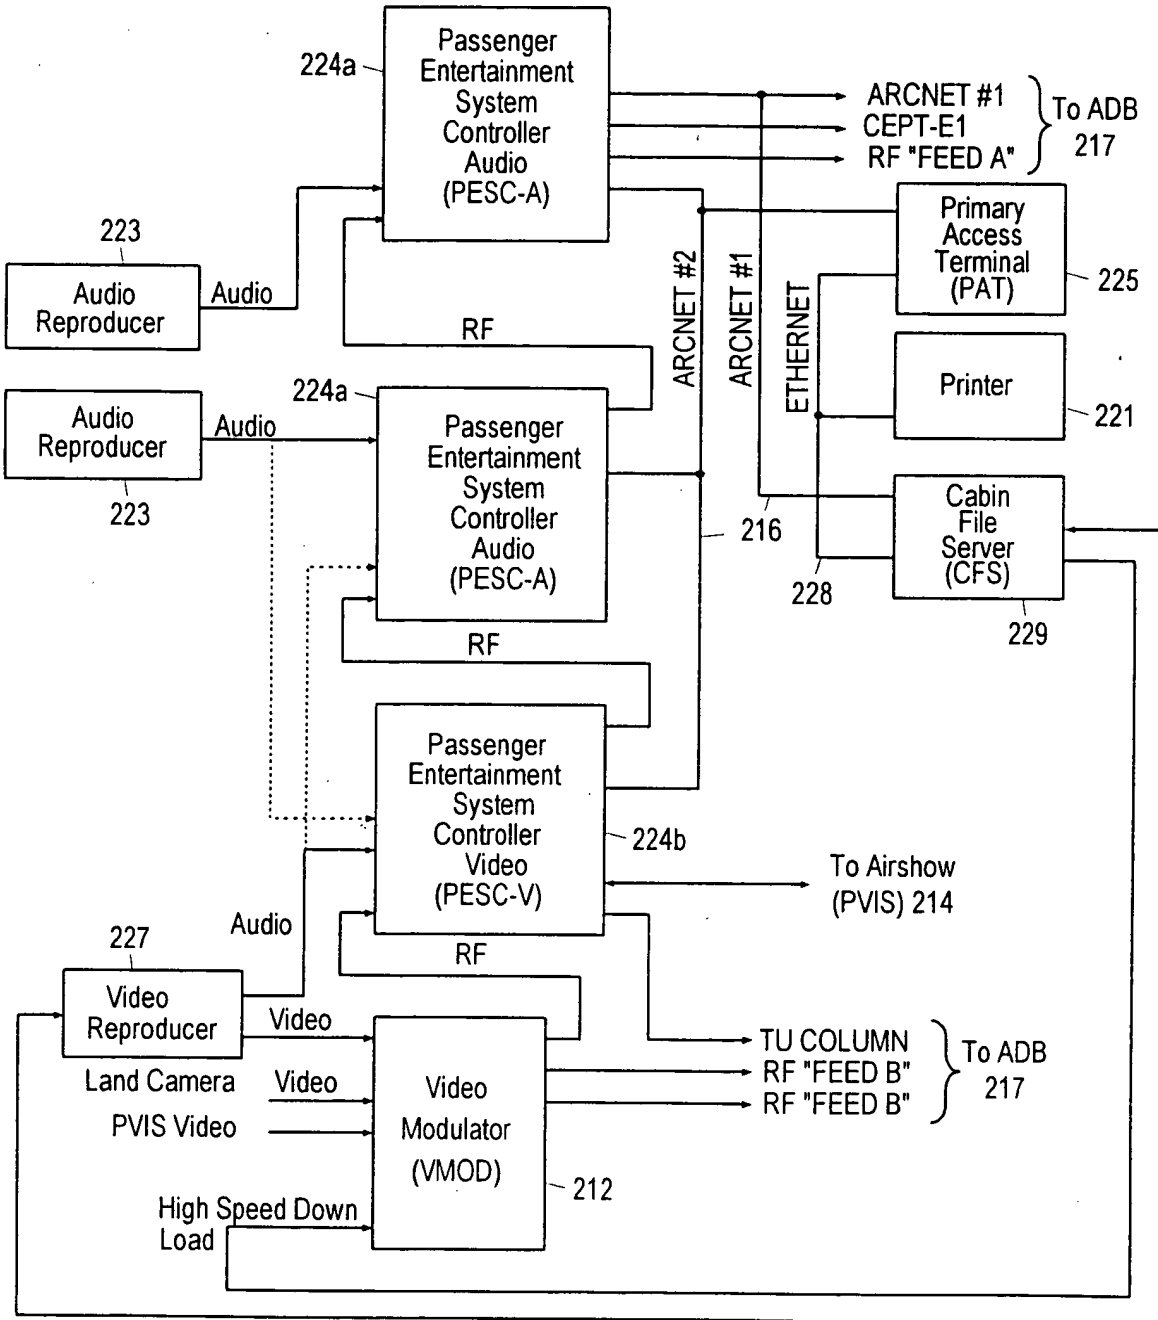 224a
Passenger
Entertainment
System
Controller
Audio
(PESC-A)
ARCNET #1
CEPT-E1
RF "FEED A"
To ADB
217
223
Audio
Reproducer
Audio
RF
ARCNET #2
ARCNET #1
ETHERNET
Primary
Access
Terminal
(PAT)
225
Printer
221
224a
Audio
Reproducer
223
Audio
Passenger
Entertainment
System
Controller
Audio
(PESC-A)
216
Cabin
File
Server
(CFS)
228
229
RF
Passenger
Entertainment
System
Controller
Video
(PESC-V)
224b
To Airshow
(PVIS) 214
Audio
RF
227
Video
Reproducer
Video
Land Camera
Video
PVIS Video
Video
Modulator
(VMOD)
212
TU COLUMN
RF "FEED B"
RF "FEED B"
To ADB
217
High Speed Down
Load